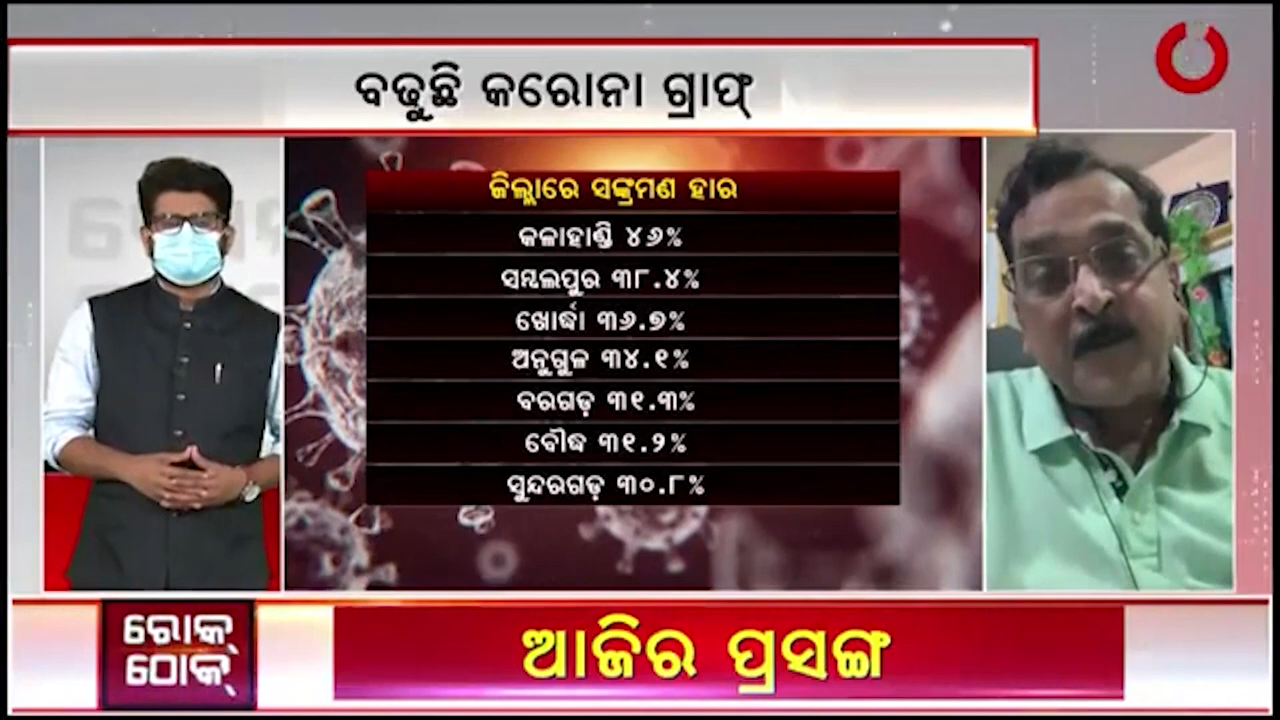 ବଢୁଛି କରୋନା ଗ୍ରାଫ୍
ଜିଲ୍ଲାରେ ସଙ୍କ୍ରମଣ ହାର
କଳାହାଣ୍ଡି ୪୬%
ସମ୍ବଲପୁର ୩୮.୪%
ଖୋର୍ଦ୍ଧା ୩୬.୭%
ଅନୁଗୁଳ ୩୪.୧%
ବରଗଡ଼ ୩୧.୩%
ବୌଦ୍ଧ ୩୧.୨%
ସୁନ୍ଦରଗଡ଼ ୩୦.୮%
ରୋକ୍
ଠୋକ୍
ଆଜିର ପ୍ରସଙ୍ଗ